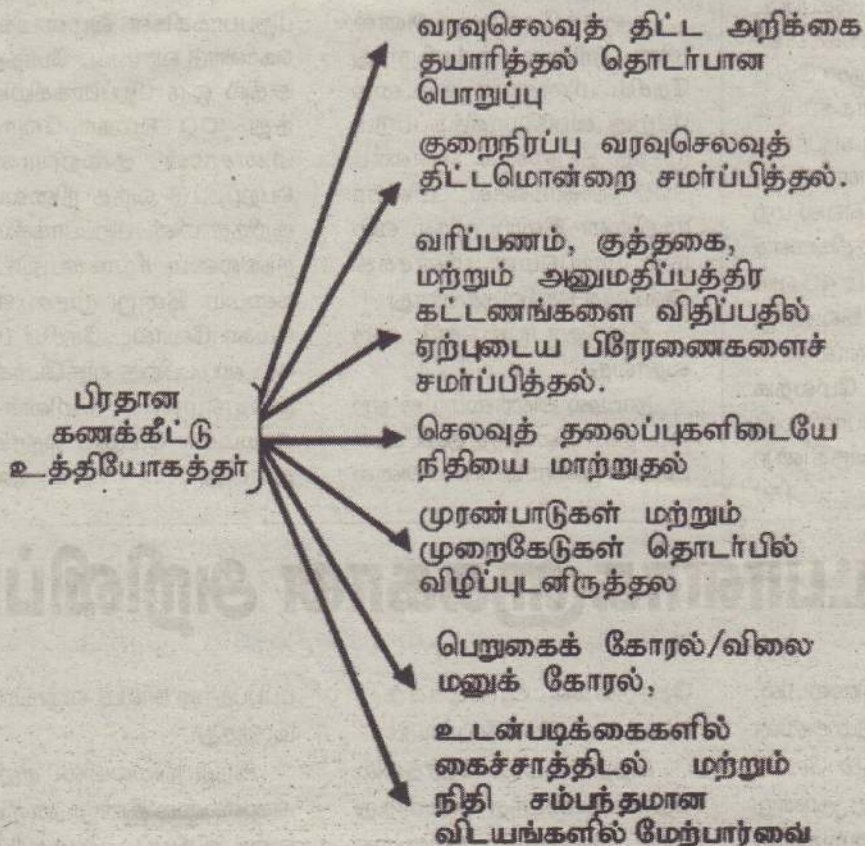 வரவுசெலவுத் திட்ட அறிக்கை
தயாரித்தல் தொடர்பான
பொறுப்பு
குறைநிரப்பு வரவுசெலவுத்
திட்டமொன்றை சமர்ப்பித்தல்.
வரிப்பணம், குத்தகை,
மற்றும் அனுமதிப்பத்திர
கட்டணங்களை விதிப்பதில்
ஏற்புடைய பிரேரணைகளைச்
சமர்ப்பித்தல்.
பிரதான
கணக்கீட்டு
உத்தியோகத்தர்
செலவுத் தலைப்புகளிடையே
நிதியை மாற்றுதல்
முரண்பாடுகள் மற்றும்
முறைகேடுகள் தொடர்பில்
விழிப்புடனிருத்தல
பெறுகைக் கோரல்/விலை
மனுக் கோரல்,
உடன்படிக்கைகளில்
கைச்சாத்திடல் மற்றும்
நிதி சம்பந்தமான
விடயங்களில் மேற்பார்வை